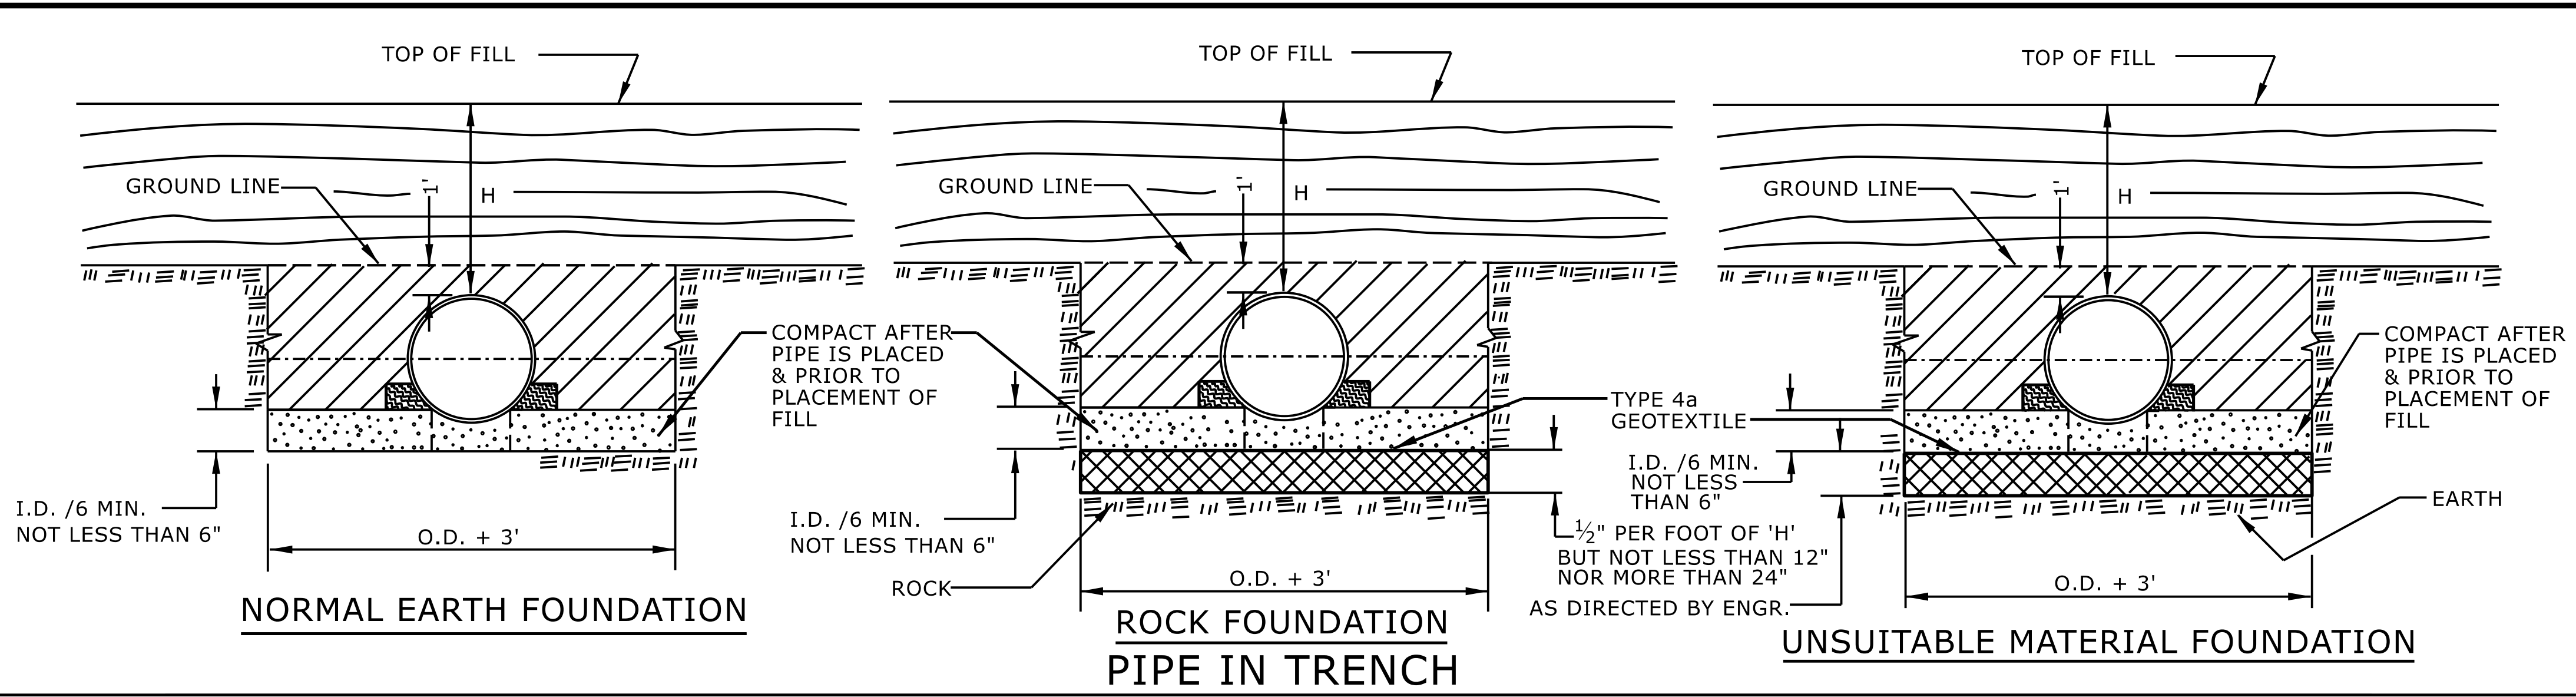 TOP OF FILL
GROUND LINE
1'
H
COMPACT AFTER
PIPE IS PLACED
& PRIOR TO
PLACEMENT OF
FILL
I.D. /6 MIN.
NOT LESS THAN 6"
O.D. + 3'
NORMAL EARTH FOUNDATION
TOP OF FILL
GROUND LINE
1'
H
TYPE 4a
GEOTEXTILE
I.D. /6 MIN.
NOT LESS THAN 6"
ROCK
½" PER FOOT OF 'H'
BUT NOT LESS THAN 12"
NOR MORE THAN 24"
O.D. + 3'
ROCK FOUNDATION
PIPE IN TRENCH
TOP OF FILL
GROUND LINE
1'
H
COMPACT AFTER
PIPE IS PLACED
& PRIOR TO
PLACEMENT OF
FILL
I.D. /6 MIN.
NOT LESS
THAN 6"
AS DIRECTED BY ENGR.
EARTH
O.D. + 3'
UNSUITABLE MATERIAL FOUNDATION